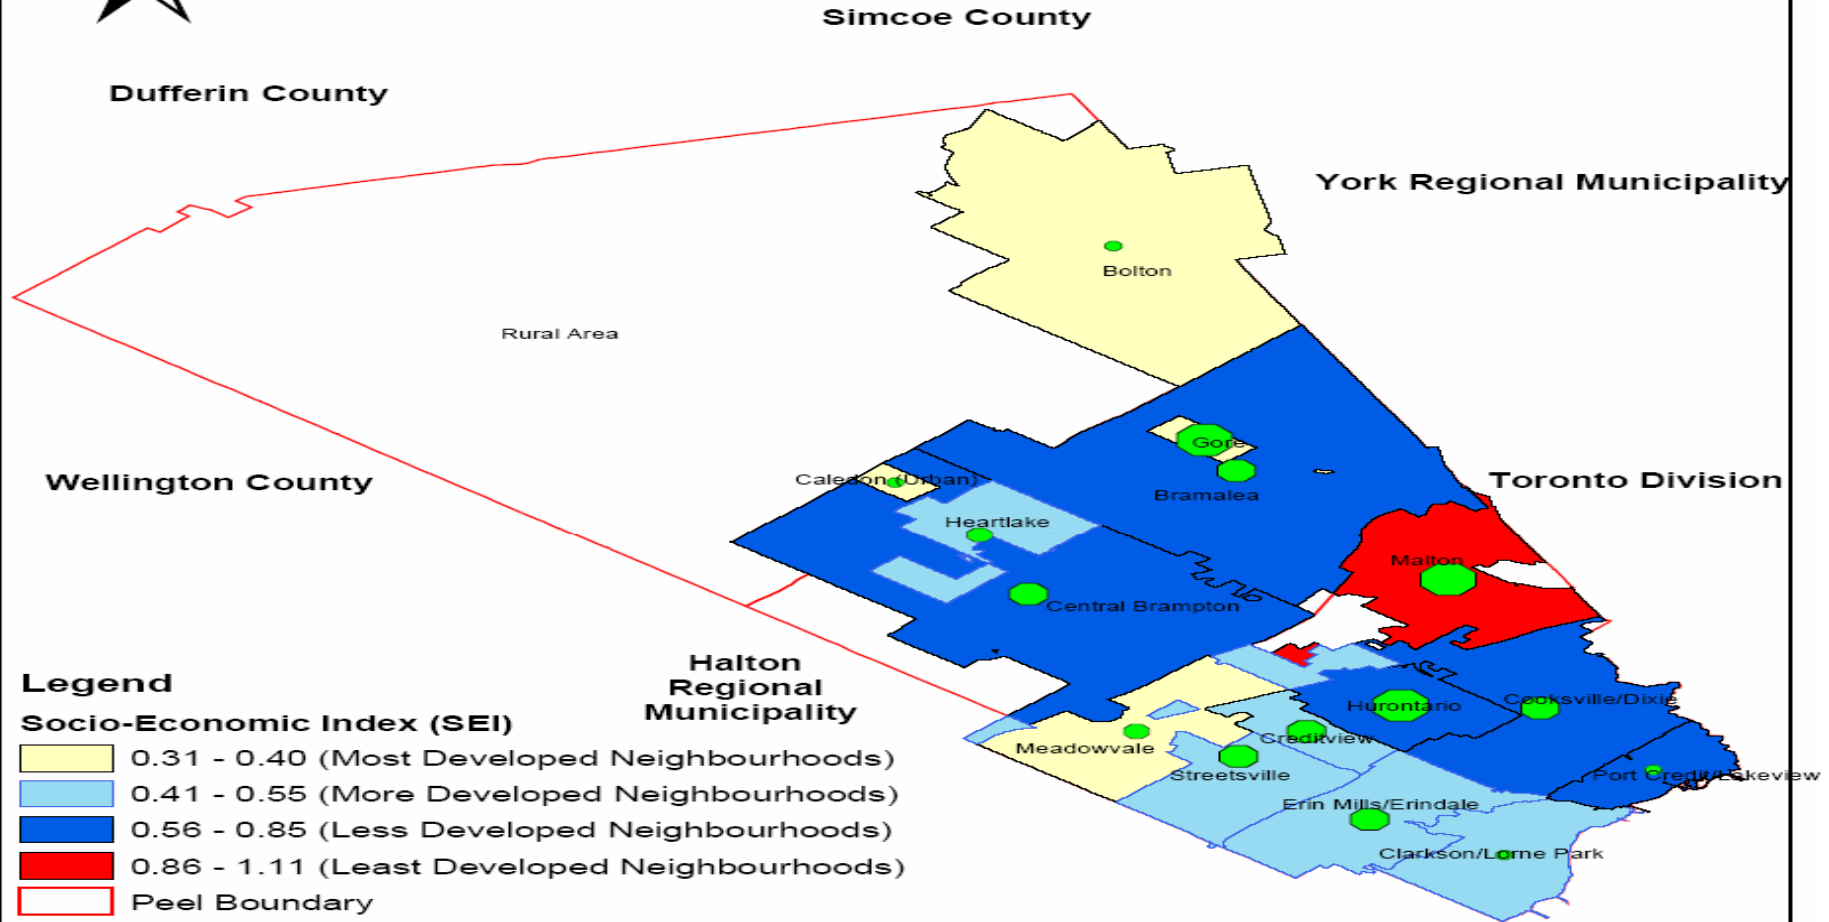 Simcoe County
Dufferin County
York Regional Municipality
Bolton
Rural Area
Gore
Caledon (Urban)
Wellington County
Toronto Division
Bramalea
Heartlake
Malton
Central Brampton
Halton
Regional
Municipality
Hurontario
Cooksville/Dixie
Creditview
Meadowvale
Streetsville
Port Credit/Lakeview
Erin Mills/Erindale
Clarkson/Lorne Park
Legend
Socio-Economic Index (SEI)
0.31 - 0.40 (Most Developed Neighbourhoods)
0.41 - 0.55 (More Developed Neighbourhoods)
0.56 - 0.85 (Less Developed Neighbourhoods)
0.86 - 1.11 (Least Developed Neighbourhoods)
Peel Boundary